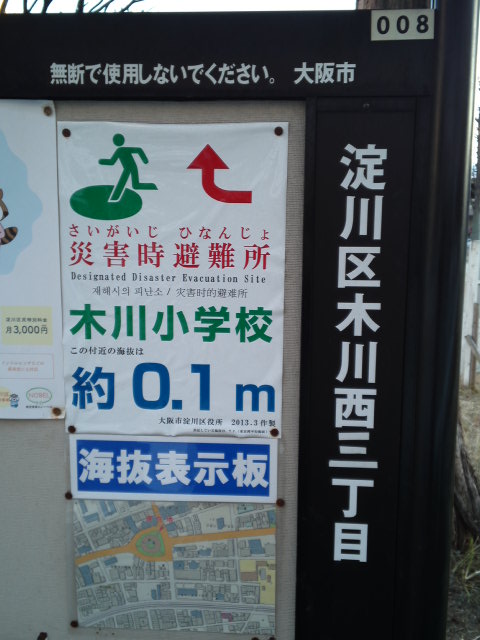 008
無断で使用しないでください。 大阪市
さいがいじ ひなんじょ
災害時避難所
Designated Disaster Evacuation Site
재해시의 피난소 / 灾害时的避难所
木川小学校
この付近の海抜は
約 0.1 m
大阪市淀川区役所 2013.3作製
海抜表示板
淀川区木川西三丁目
月3,000円